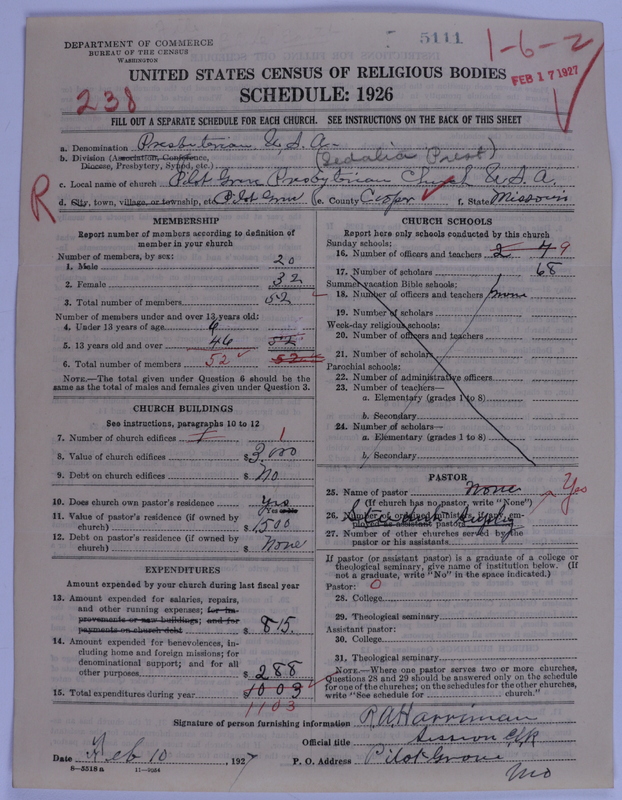 DEPARTMENT OF COMMERCE
BUREAU OF THE CENSUS
WASHINGTON
5111
1-6-2
FEB 17 1927
UNITED STATES CENSUS OF RELIGIOUS BODIES
SCHEDULE: 1926
238
FILL OUT A SEPARATE SCHEDULE FOR EACH CHURCH. SEE INSTRUCTIONS ON THE BACK OF THIS SHEET
a. Denomination Presbyterian U.S.A.
b. Division (Association, Conference,
Diocese, Presbytery, Synod, etc.) (Sedalia Presb)
c. Local name of church Pilot Grove Presbyterian Church U.S.A.
R
d. City, town, village, or township, etc. Pilot Grove e. County Cooper f. State Missouri
MEMBERSHIP
Report number of members according to definition of
member in your church
Number of members, by sex:
1. Male 20
2. Female 32
3. Total number of members 52
Number of members under and over 13 years old:
4. Under 13 years of age 6
5. 13 years old and over 46 52
6. Total number of members 52 52
NOTE.—The total given under Question 6 should be the
same as the total of males and females given under Question 3.
CHURCH BUILDINGS
See instructions, paragraphs 10 to 12
7. Number of church edifices 1 1
8. Value of church edifices $3,000
9. Debt on church edifices $ No
10. Does church own pastor's residence Yes
Yes or No
11. Value of pastor's residence (if owned by
church) $1500
12. Debt on pastor's residence (if owned by
church) $ None
EXPENDITURES
Amount expended by your church during last fiscal year
13. Amount expended for salaries, repairs,
and other running expenses; for im-
provements or new buildings; and for
payments on church debt $ 815
14. Amount expended for benevolences, in-
cluding home and foreign missions; for
denominational support; and for all
other purposes $ 288
15. Total expenditures during year $1003
1103
CHURCH SCHOOLS
Report here only schools conducted by this church
Sunday schools:
16. Number of officers and teachers 2 4 9
17. Number of scholars 68
Summer vacation Bible schools:
18. Number of officers and teachers none
19. Number of scholars
Week-day religious schools:
20. Number of officers and teachers
21. Number of scholars
Parochial schools:
22. Number of administrative officers
23. Number of teachers—
a. Elementary (grades 1 to 8)
b. Secondary
24. Number of scholars—
a. Elementary (grades 1 to 8)
b. Secondary
PASTOR
25. Name of pastor None
(If church has no pastor, write "None") Yes
26. Number of ordained ministers, if any, em-
ployed as assistant pastors
27. Number of other churches served by the
pastor or his assistants
If pastor (or assistant pastor) is a graduate of a college or
theological seminary, give name of institution below. (If
not a graduate, write "No" in the space indicated.)
Pastor: 0
28. College
29. Theological seminary
Assistant pastor:
30. College
31. Theological seminary
NOTE.—Where one pastor serves two or more churches,
Questions 28 and 29 should be answered only on the schedule
for one of the churches; on the schedules for the other churches,
write "See schedule for church."
Signature of person furnishing information R.A. Harriman
Official title Session Clk
Date Feb 10, 1927 P. O. Address Pilot Grove
8—5518a 11—9264
Mo